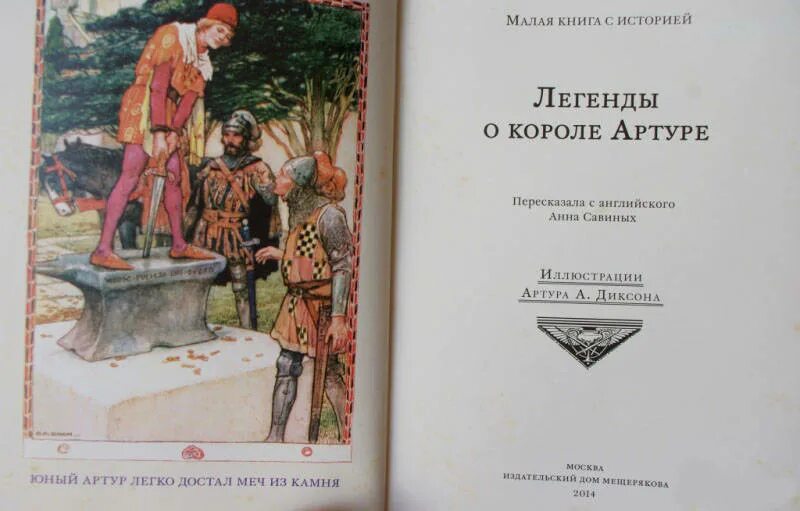 ЮНЫЙ АРТУР ЛЕГКО ДОСТАЛ МЕЧ ИЗ КАМНЯ
МАЛАЯ КНИГА С ИСТОРИЕЙ
ЛЕГЕНДЫ
О КОРОЛЕ АРТУРЕ
Пересказала с английского
Анна Савиных
ИЛЛЮСТРАЦИИ
АРТУРА А. ДИКСОНА
МОСКВА
ИЗДАТЕЛЬСКИЙ ДОМ МЕЩЕРЯКОВА
2014